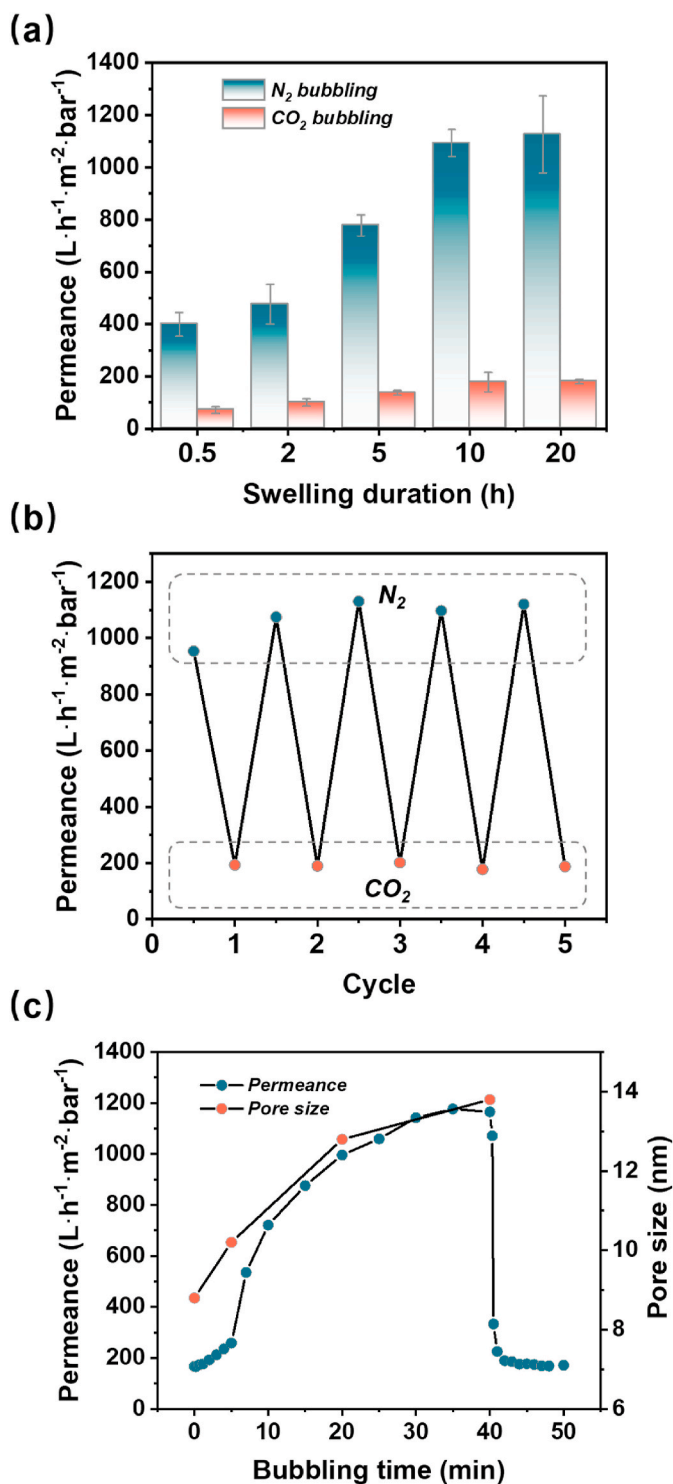 (a)
Permeance (L·h⁻¹·m⁻²·bar⁻¹)
1400
1200
1000
800
600
400
200
0
N₂ bubbling
CO₂ bubbling
0.5 2 5 10 20
Swelling duration (h)
(b)
Permeance (L·h⁻¹·m⁻²·bar⁻¹)
1200
1000
800
600
400
200
0
N₂
CO₂
0 1 2 3 4 5
Cycle
(c)
Permeance (L·h⁻¹·m⁻²·bar⁻¹)
1400
1200
1000
800
600
400
200
0
Permeance
Pore size
14
12
10
8
6
Pore size (nm)
0 10 20 30 40 50
Bubbling time (min)